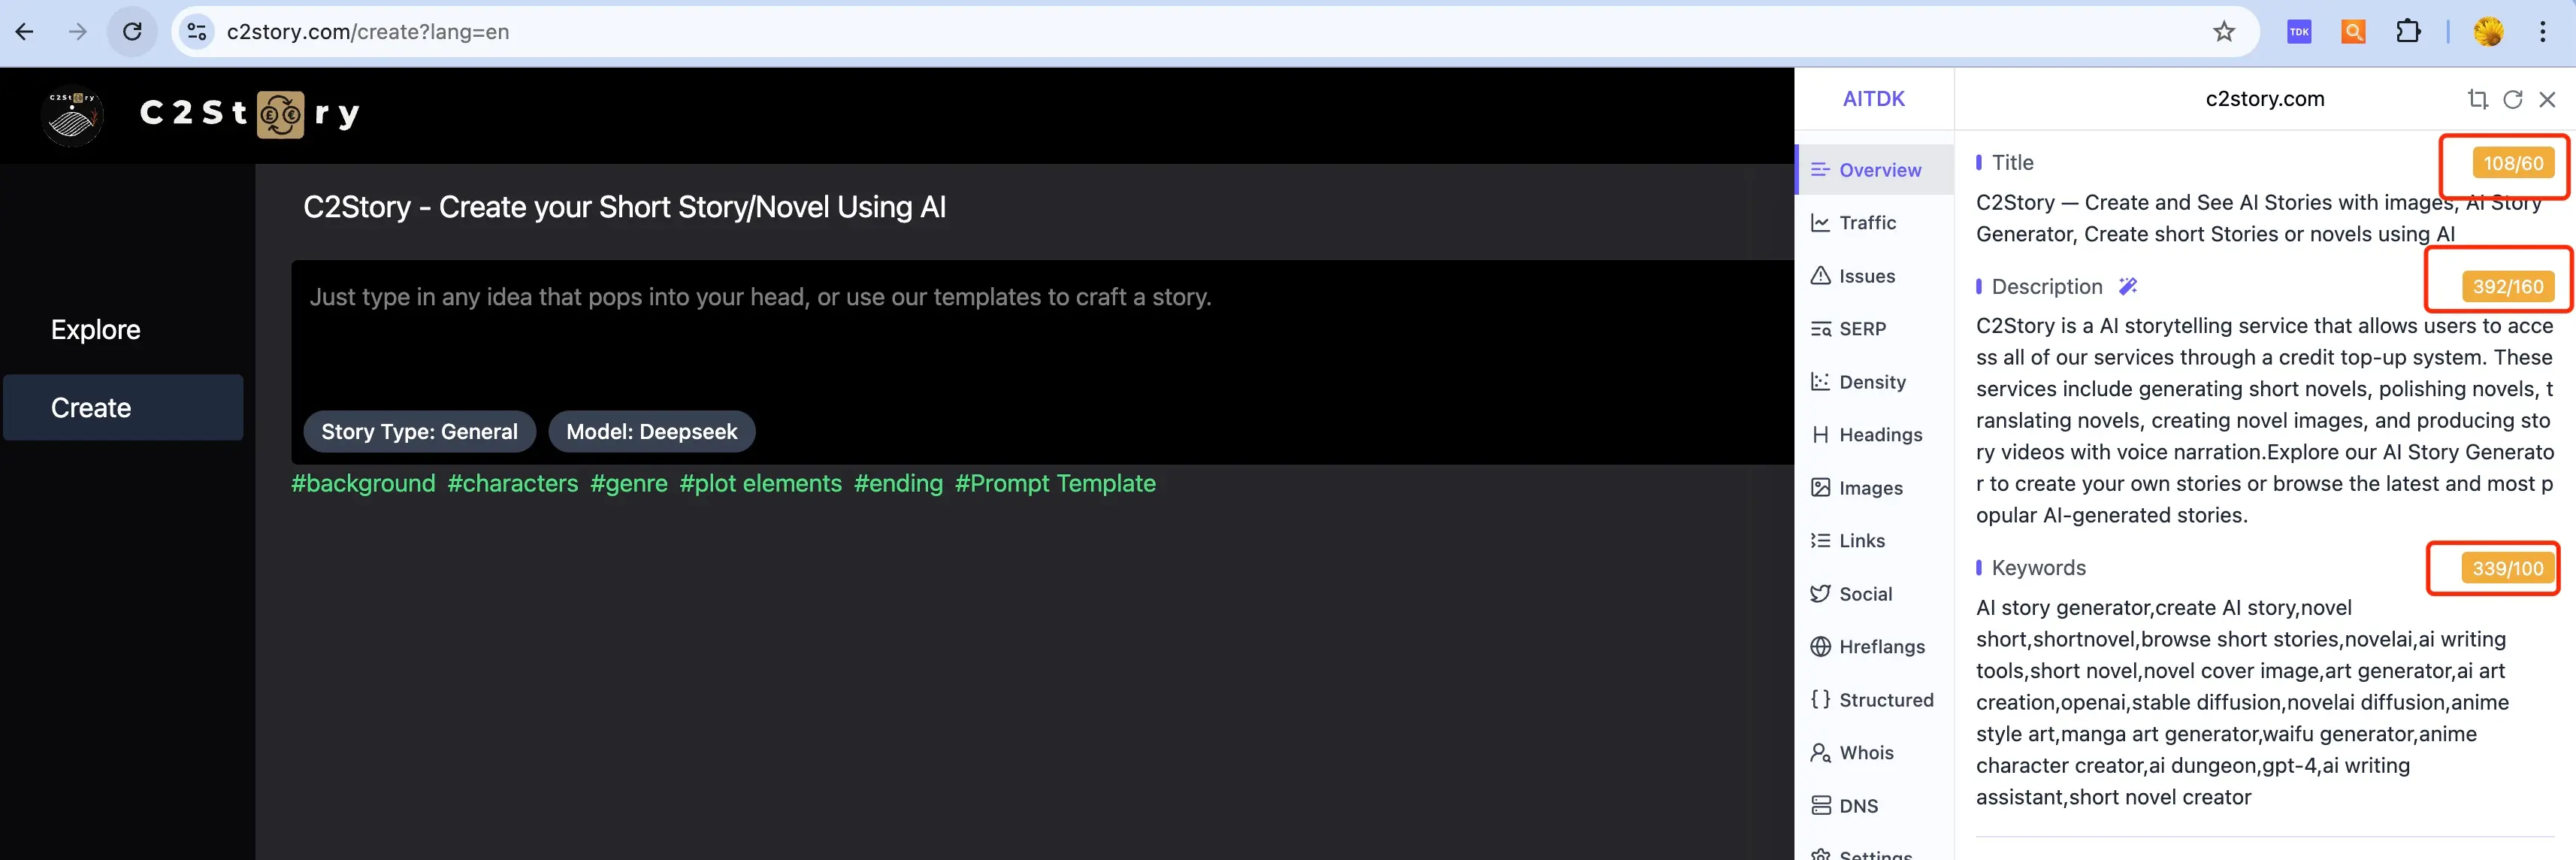 c2story.com/create?lang=en
TDK
C2Story
C2St ry
AITDK
c2story.com
Explore
Create
C2Story - Create your Short Story/Novel Using AI
Just type in any idea that pops into your head, or use our templates to craft a story.
Story Type: General
Model: Deepseek
#background #characters #genre #plot elements #ending #Prompt Template
Overview
Traffic
Issues
SERP
Density
Headings
Images
Links
Social
Hreflangs
Structured
Whois
DNS
Settings
Title
108/60
C2Story — Create and See AI Stories with images, AI Story
Generator, Create short Stories or novels using AI
Description
392/160
C2Story is a AI storytelling service that allows users to acce
ss all of our services through a credit top-up system. These
services include generating short novels, polishing novels, t
ranslating novels, creating novel images, and producing sto
ry videos with voice narration.Explore our AI Story Generato
r to create your own stories or browse the latest and most p
opular AI-generated stories.
Keywords
339/100
AI story generator,create AI story,novel
short,shortnovel,browse short stories,novelai,ai writing
tools,short novel,novel cover image,art generator,ai art
creation,openai,stable diffusion,novelai diffusion,anime
style art,manga art generator,waifu generator,anime
character creator,ai dungeon,gpt-4,ai writing
assistant,short novel creator